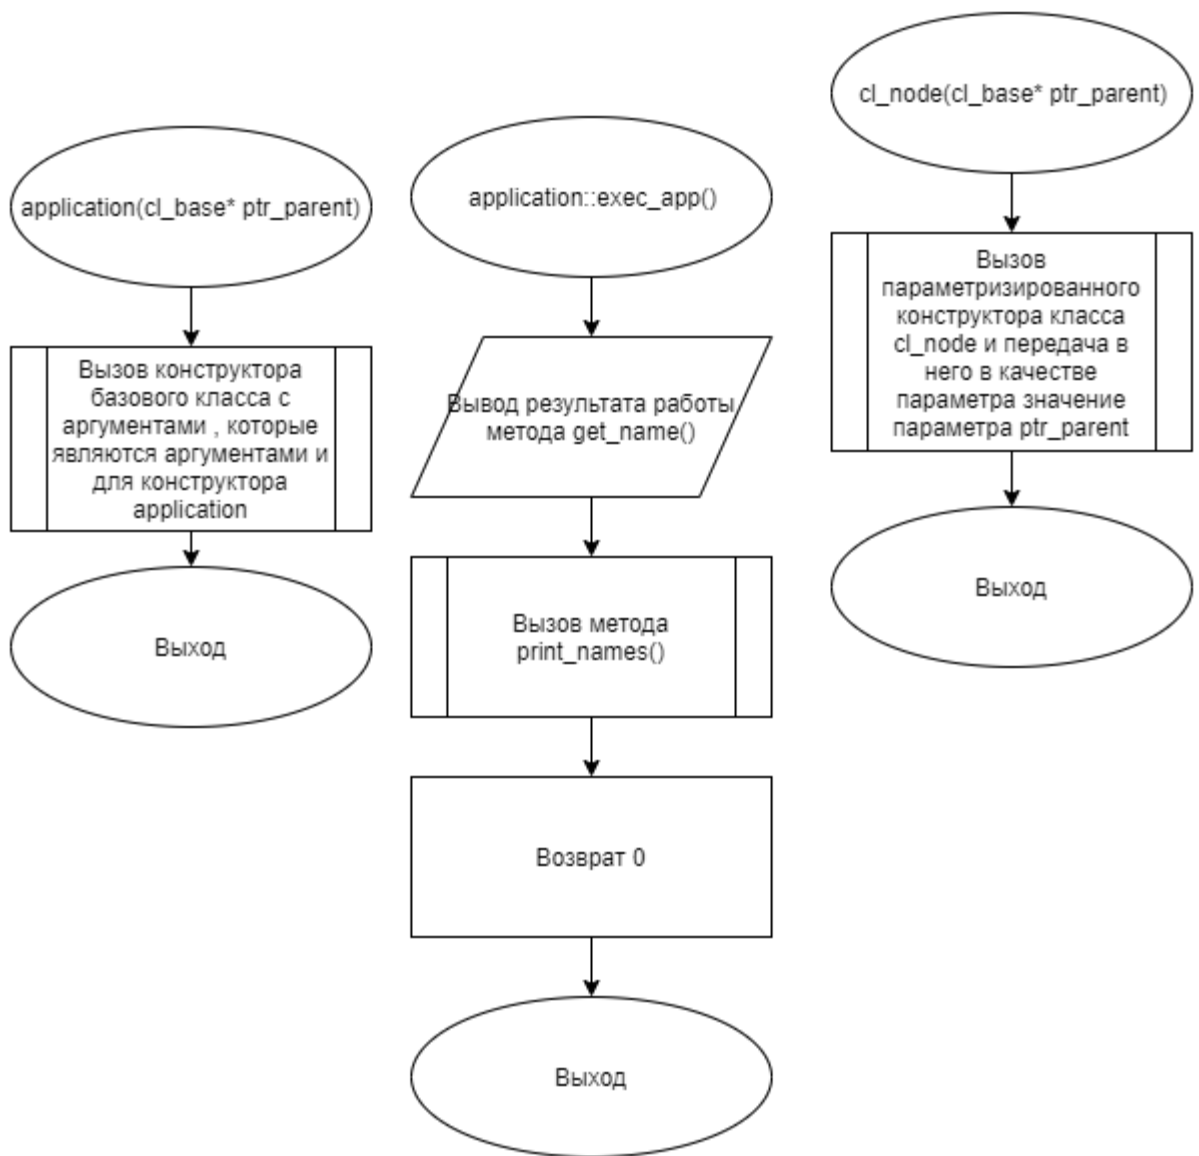 application(cl_base* ptr_parent)
Вызов конструктора
базового класса с
аргументами , которые
являются аргументами и
для конструктора
application
Выход
application::exec_app()
Вывод результата работы
метода get_name()
Вызов метода
print_names()
Возврат 0
Выход
cl_node(cl_base* ptr_parent)
Вызов
параметризированного
конструктора класса
cl_node и передача в
него в качестве
параметра значение
параметра ptr_parent
Выход